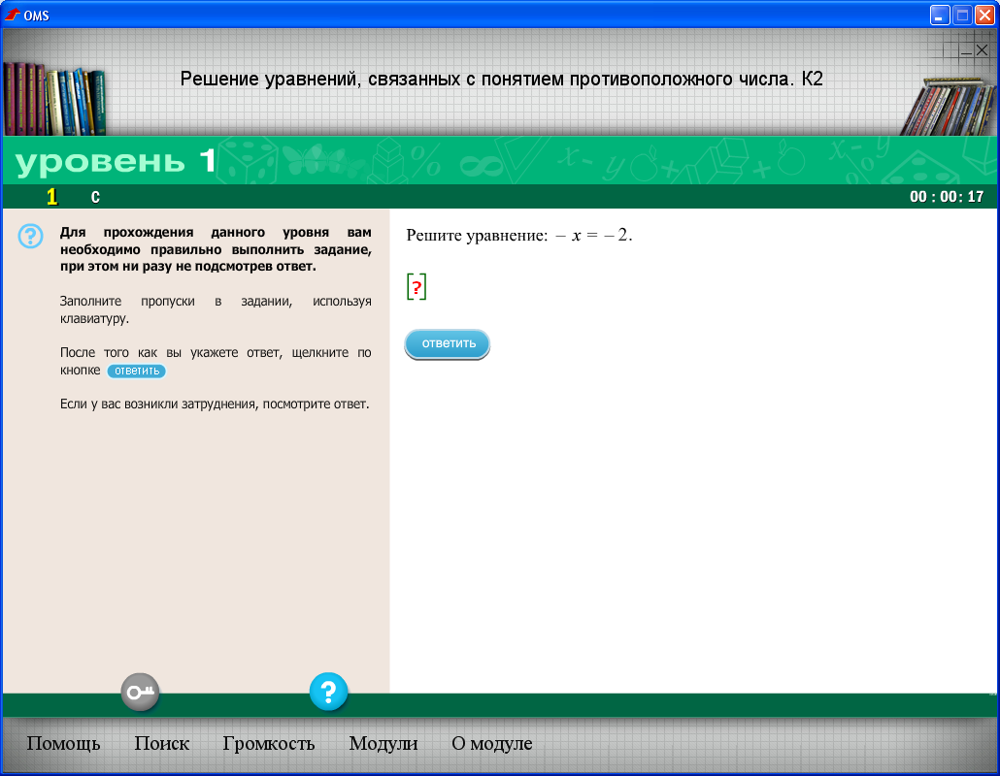 OMS
Решение уравнений, связанных с понятием противоположного числа. К2
уровень 1
1 С 00 : 00: 17
Для прохождения данного уровня вам
необходимо правильно выполнить задание,
при этом ни разу не подсмотрев ответ.
Заполните пропуски в задании, используя
клавиатуру.
После того как вы укажете ответ, щелкните по
кнопке ответить
Если у вас возникли затруднения, посмотрите ответ.
Решите уравнение: − x = − 2.
[?]
ответить
Помощь Поиск Громкость Модули О модуле